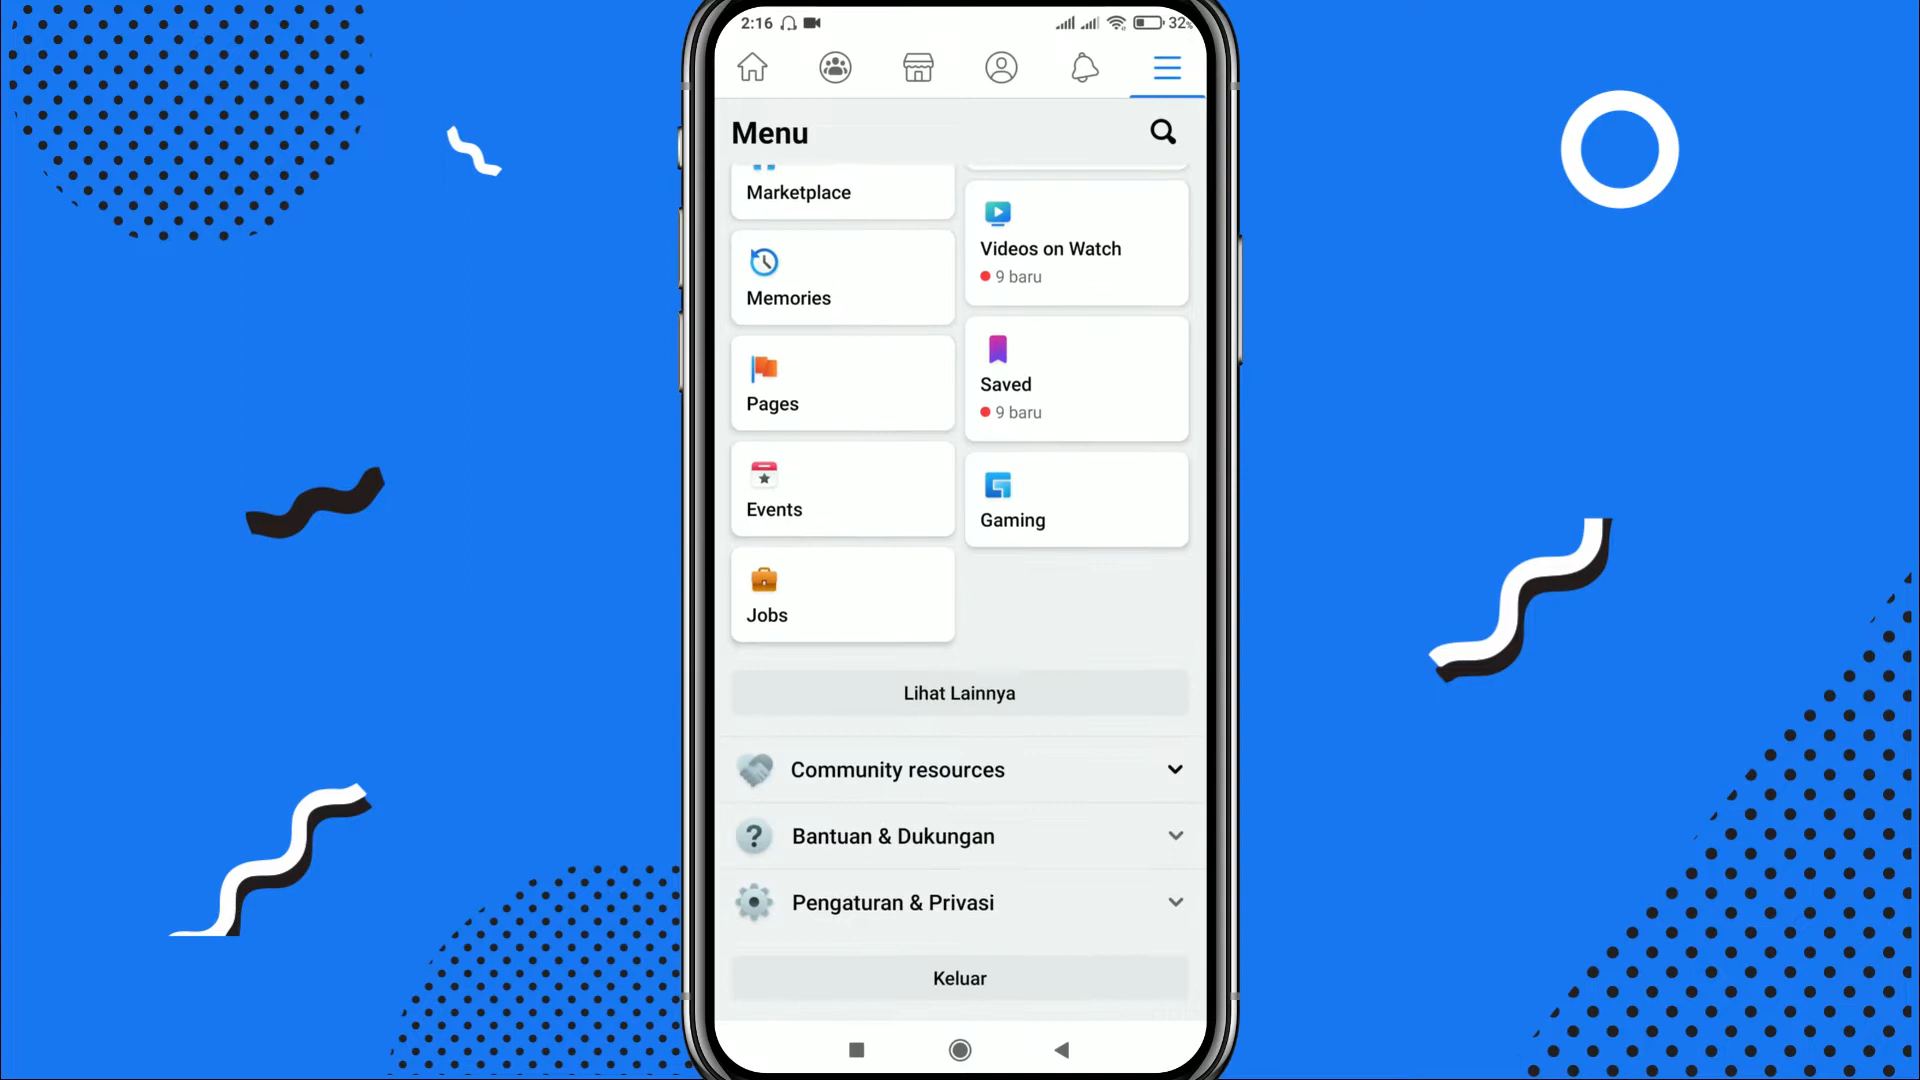 2:16
32%
Menu
Marketplace
Videos on Watch
9 baru
Memories
Saved
9 baru
Pages
Events
Gaming
Jobs
Lihat Lainnya
Community resources
?
Bantuan & Dukungan
Pengaturan & Privasi
Keluar